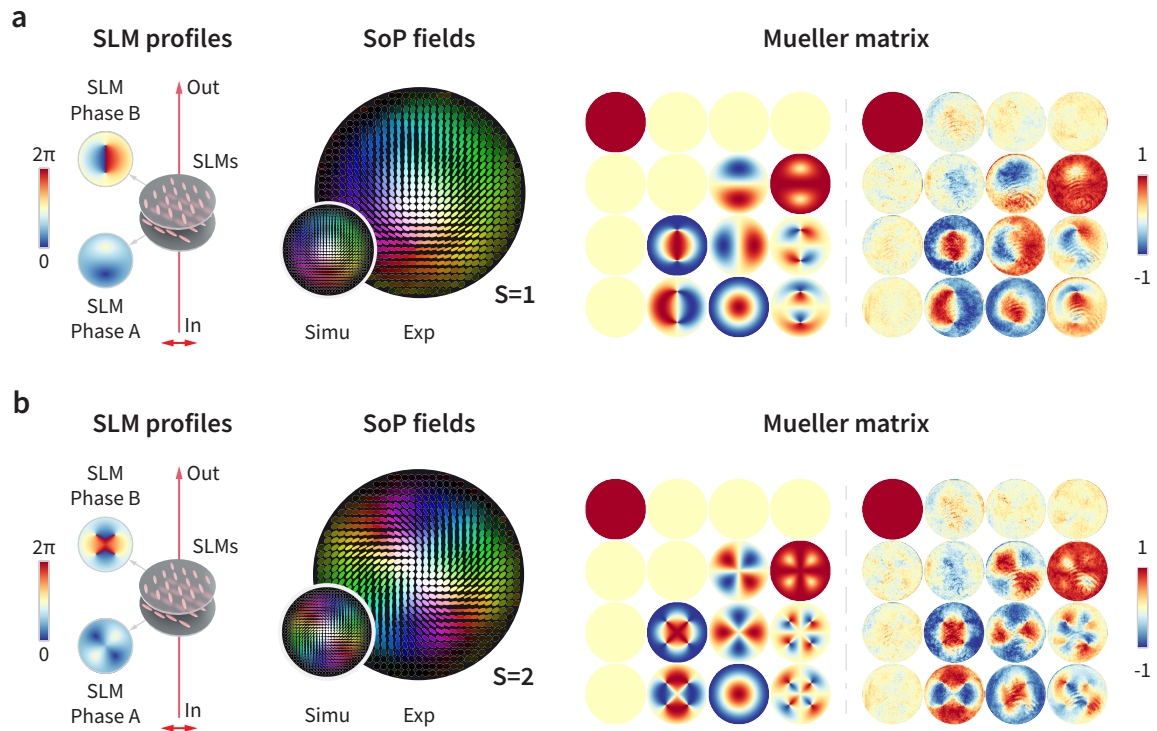 a
SLM profiles
SoP fields
Mueller matrix
SLM
Phase B
Out
2π
SLMs
0
SLM
Phase A
In
S=1
Simu
Exp
1
-1
b
SLM profiles
SoP fields
Mueller matrix
SLM
Phase B
Out
2π
SLMs
0
SLM
Phase A
In
S=2
Simu
Exp
1
-1